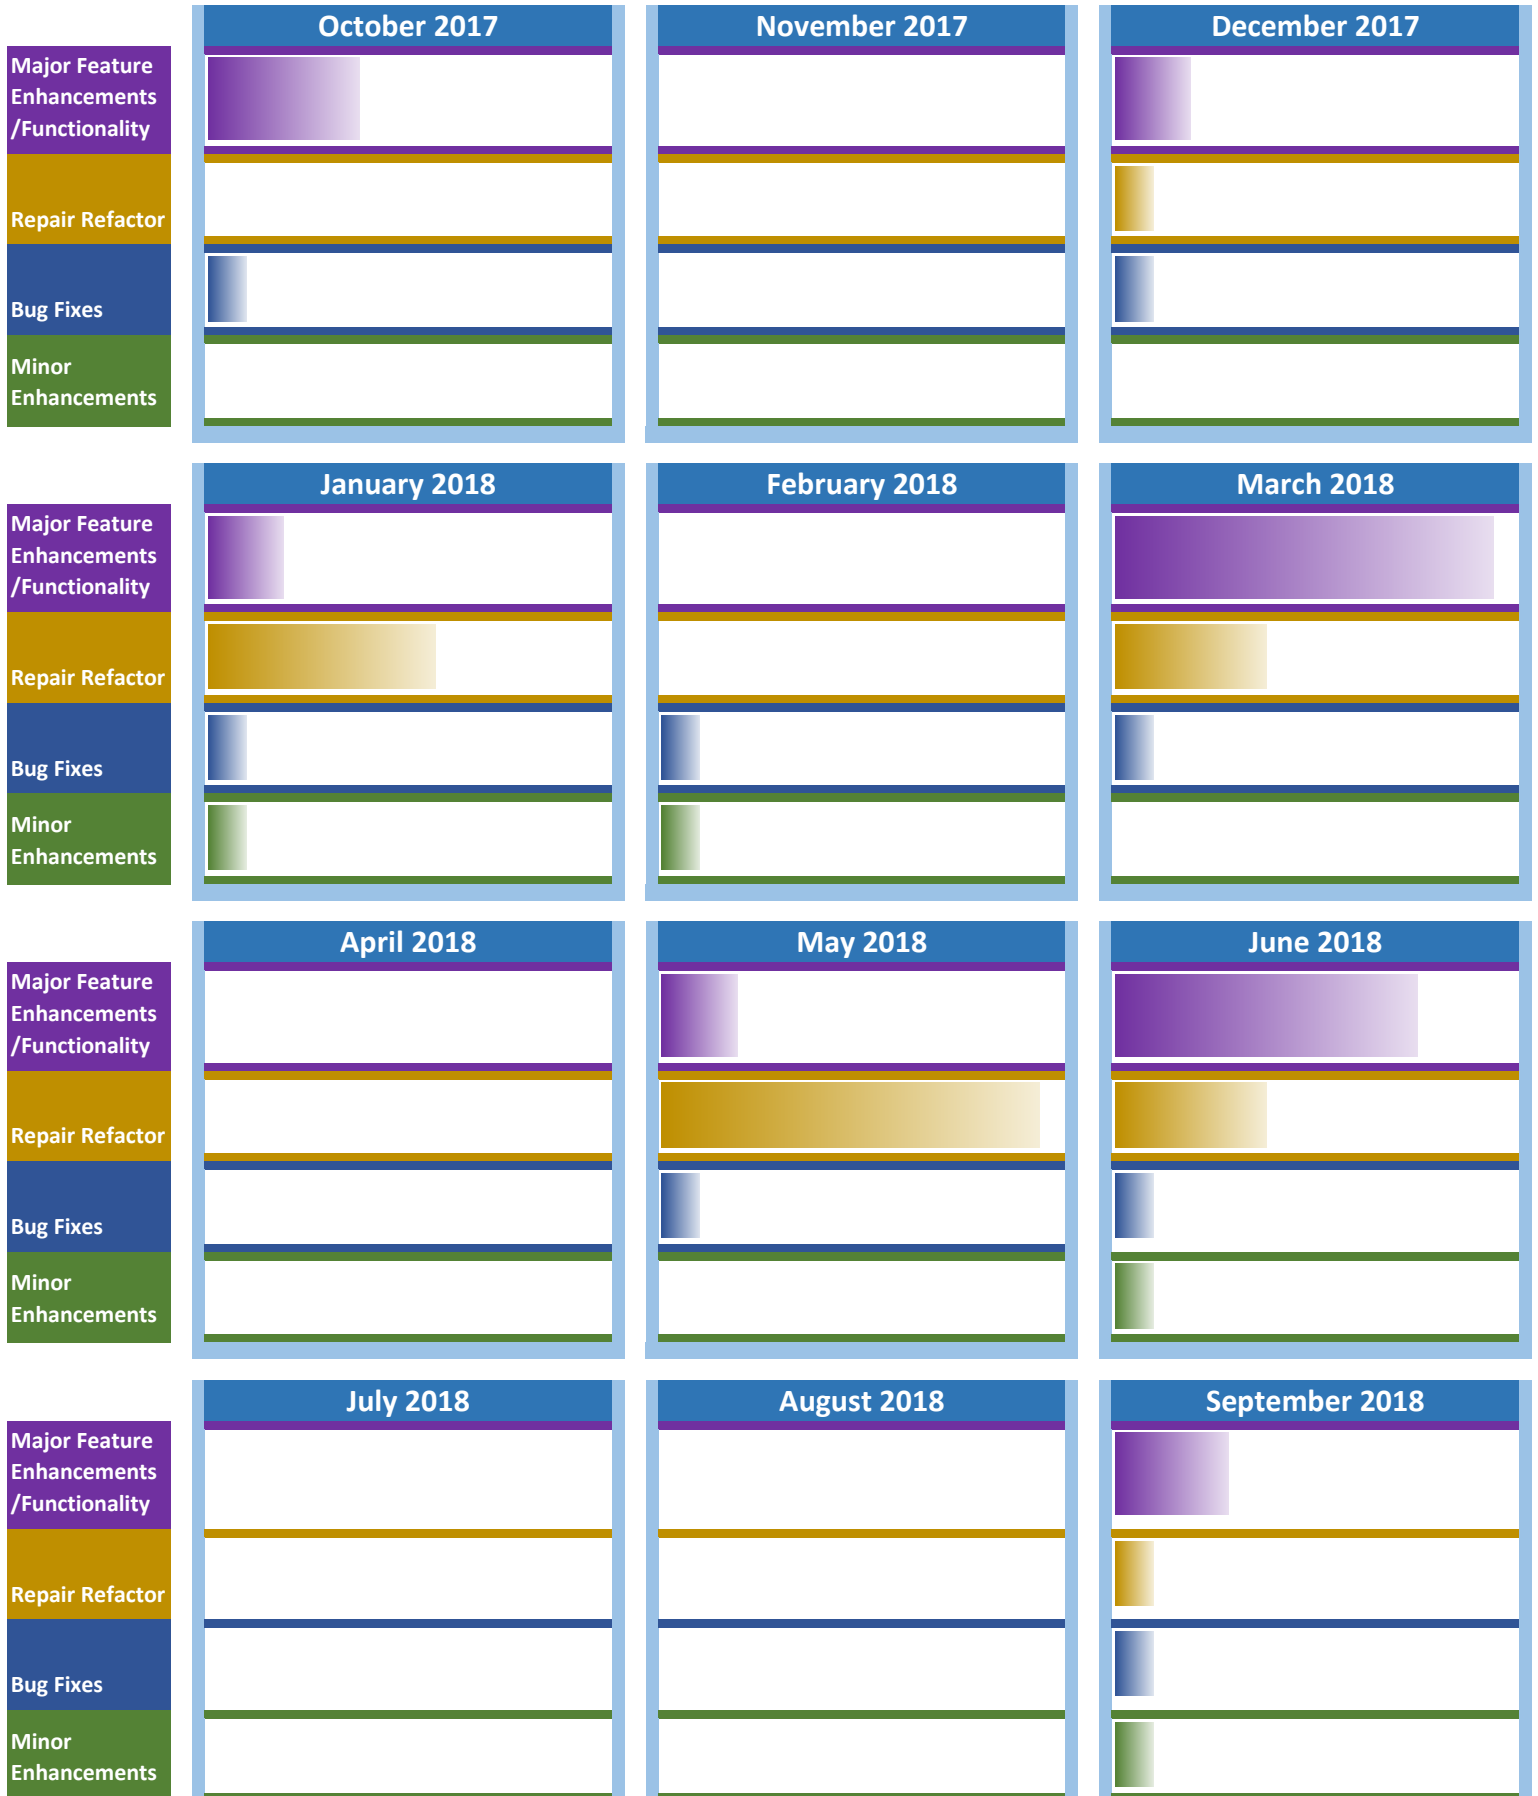 October 2017
November 2017
December 2017
Major Feature
Enhancements
/Functionality
Repair Refactor
Bug Fixes
Minor
Enhancements
January 2018
February 2018
March 2018
Major Feature
Enhancements
/Functionality
Repair Refactor
Bug Fixes
Minor
Enhancements
April 2018
May 2018
June 2018
Major Feature
Enhancements
/Functionality
Repair Refactor
Bug Fixes
Minor
Enhancements
July 2018
August 2018
September 2018
Major Feature
Enhancements
/Functionality
Repair Refactor
Bug Fixes
Minor
Enhancements